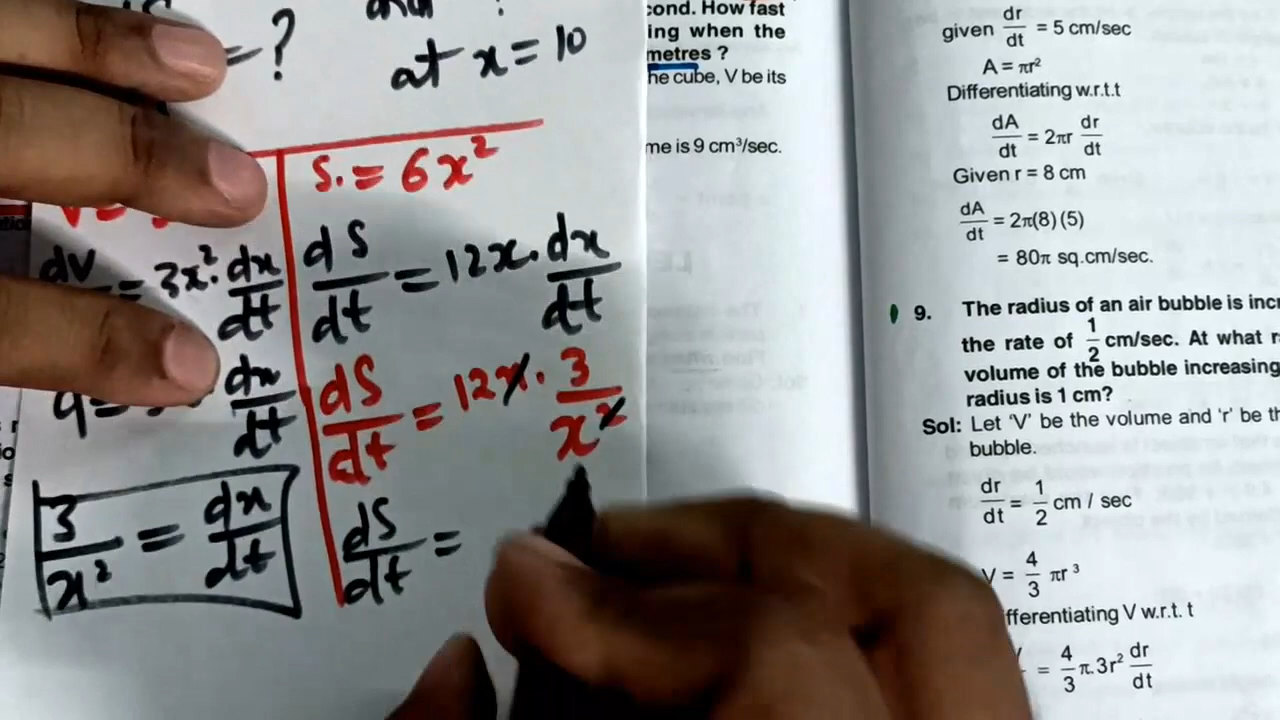 = ?
at x = 10
S. = 6x²
dS/dt = 12x. dx/dt
= 3x². dx/dt
dS/dt = 12x. 3/x²
dx/dt
dS/dt =
3/x² = dx/dt
cond. How fast
ing when the
metres ?
he cube, V be its
me is 9 cm³/sec.
given dr/dt = 5 cm/sec
A = πr²
Differentiating w.r.t.t
dA/dt = 2πr dr/dt
Given r = 8 cm
dA/dt = 2π(8)(5)
= 80π sq.cm/sec.
9. The radius of an air bubble is incr
the rate of 1/2 cm/sec. At what r
volume of the bubble increasing
radius is 1 cm?
Sol: Let 'V' be the volume and 'r' be th
bubble.
dr/dt = 1/2 cm / sec
V = 4/3 πr³
fferentiating V w.r.t. t
= 4/3 π.3r² dr/dt